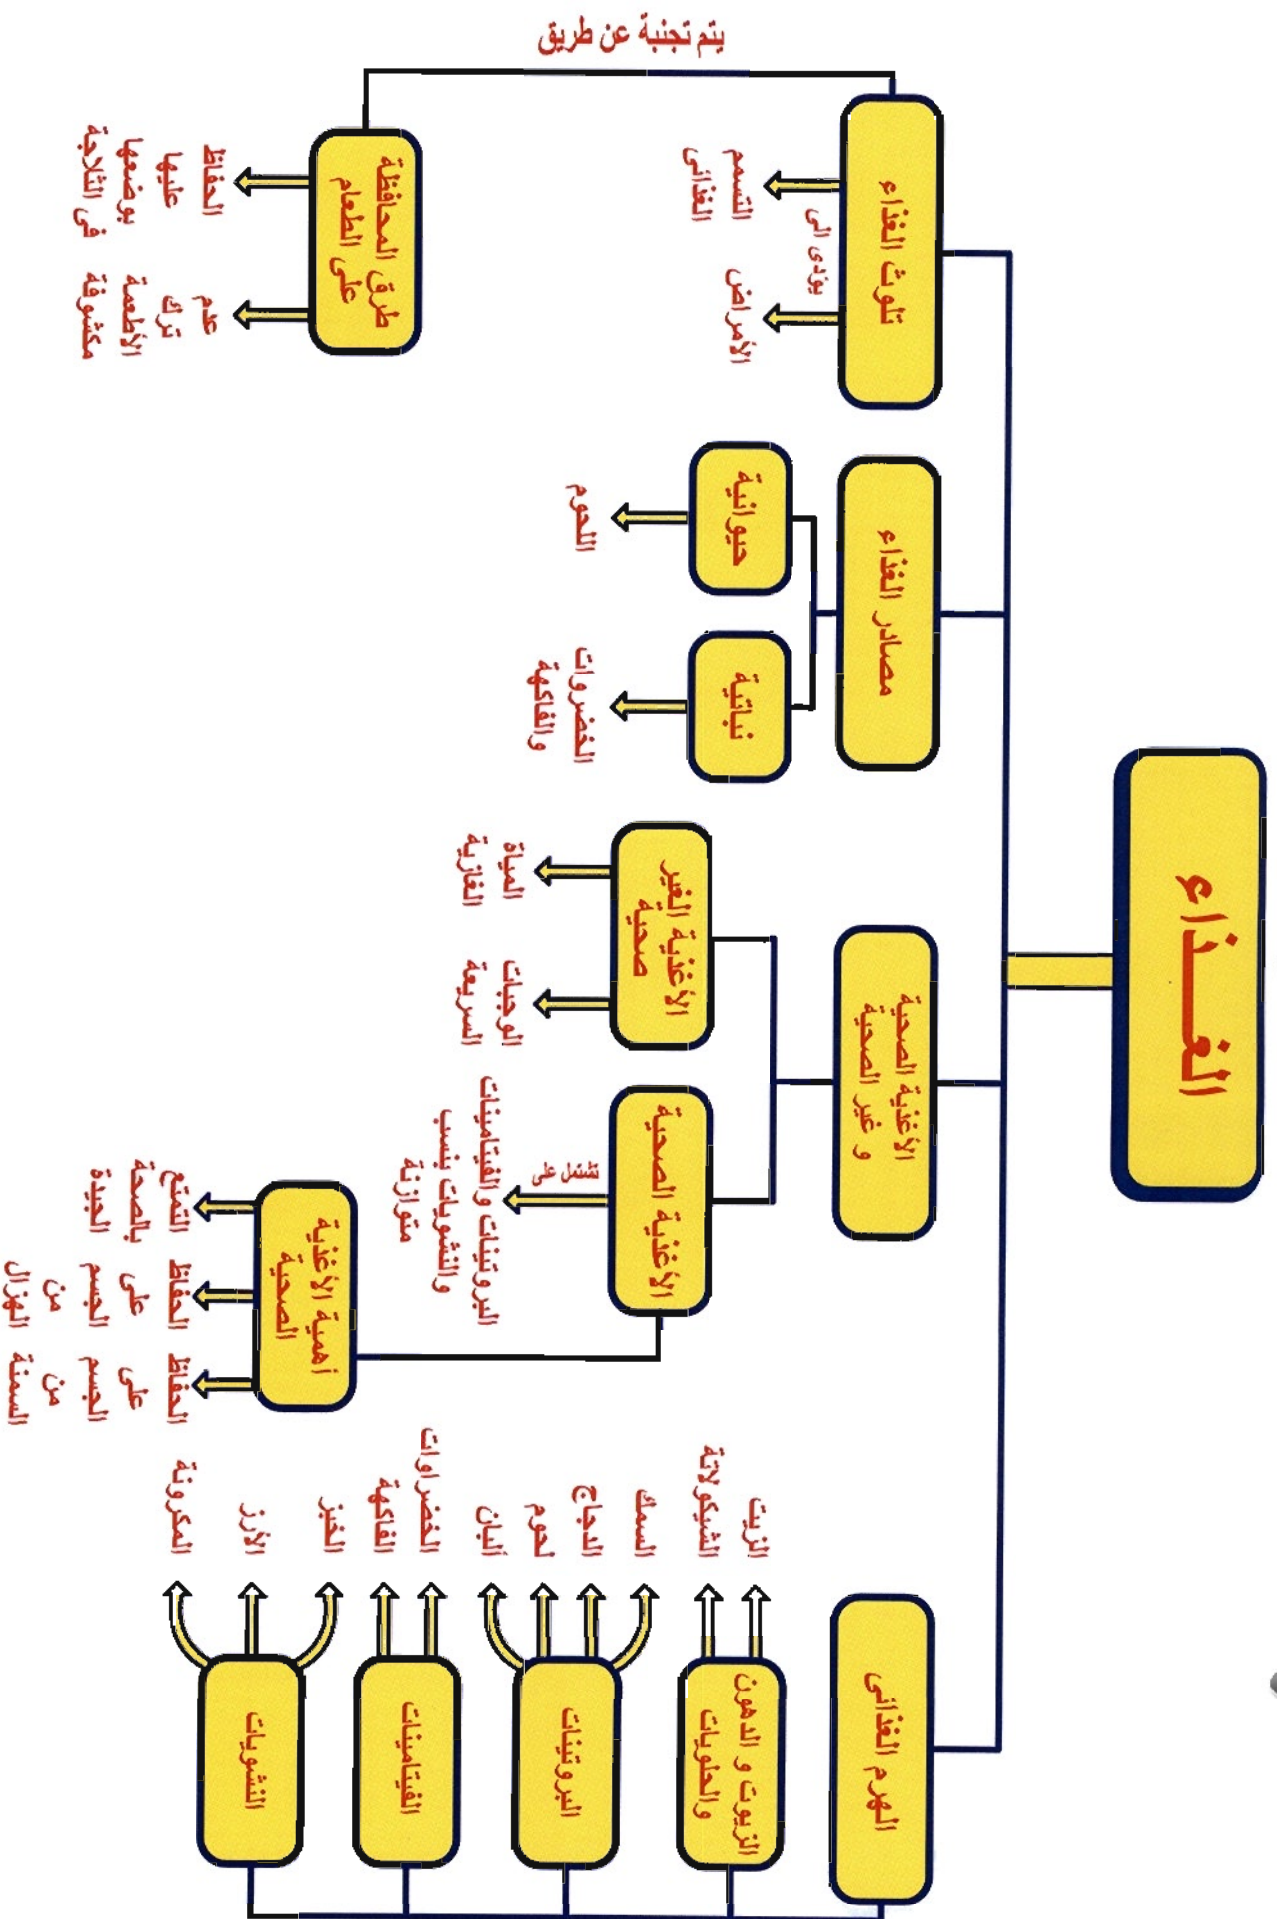 الغـــذاء
الهرم الغذائى
الزيوت و الدهون
والحلويات
الزيت
الشيكولاتة
البروتينات
السمك
الدجاج
لحوم
ألبان
الفيتامينات
الخضراوات
الفاكهة
النشويات
الخبز
الأرز
المكرونة
الأغذية الصحية
و غير الصحية
الأغذية الصحية
تشتمل على
البروتينات والفيتامينات
والنشويات بنسب
متوازنة
أهمية الأغذية
الصحية
الحفاظ
على
الجسم
من
السمنة
الحفاظ
على
الجسم
من
الهزال
التمتع
بالصحة
الجيدة
الأغذية الغير
صحية
الوجبات
السريعة
المياة
الغازية
مصادر الغذاء
نباتية
الخضروات
والفاكهة
حيوانية
اللحوم
تلوث الغذاء
يؤدى الى
الأمراض
التسمم
الغذائى
يتم تجنبة عن طريق
طرق المحافظة
على الطعام
عدم
ترك
الأطعمة
مكشوفة
الحفاظ
عليها
بوضعها
فى الثلاجة